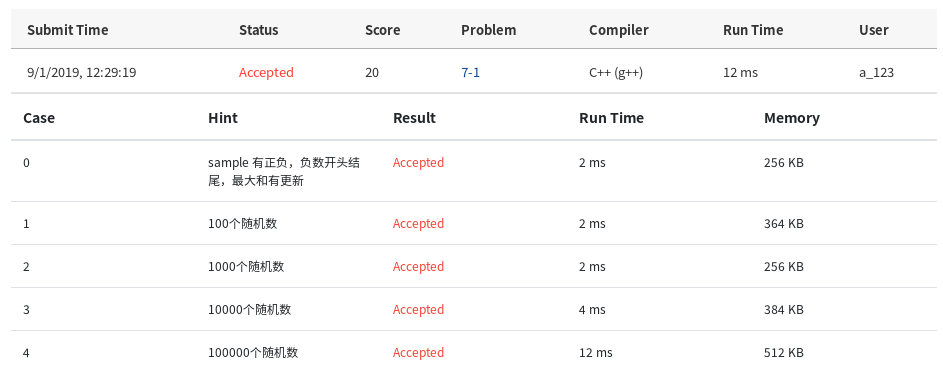 Submit Time Status Score Problem Compiler Run Time User
9/1/2019, 12:29:19 Accepted 20 7-1 C++ (g++) 12 ms a_123
Case Hint Result Run Time Memory
0 sample 有正负，负数开头结 Accepted 2 ms 256 KB
尾，最大和有更新
1 100个随机数 Accepted 2 ms 364 KB
2 1000个随机数 Accepted 2 ms 256 KB
3 10000个随机数 Accepted 4 ms 384 KB
4 100000个随机数 Accepted 12 ms 512 KB